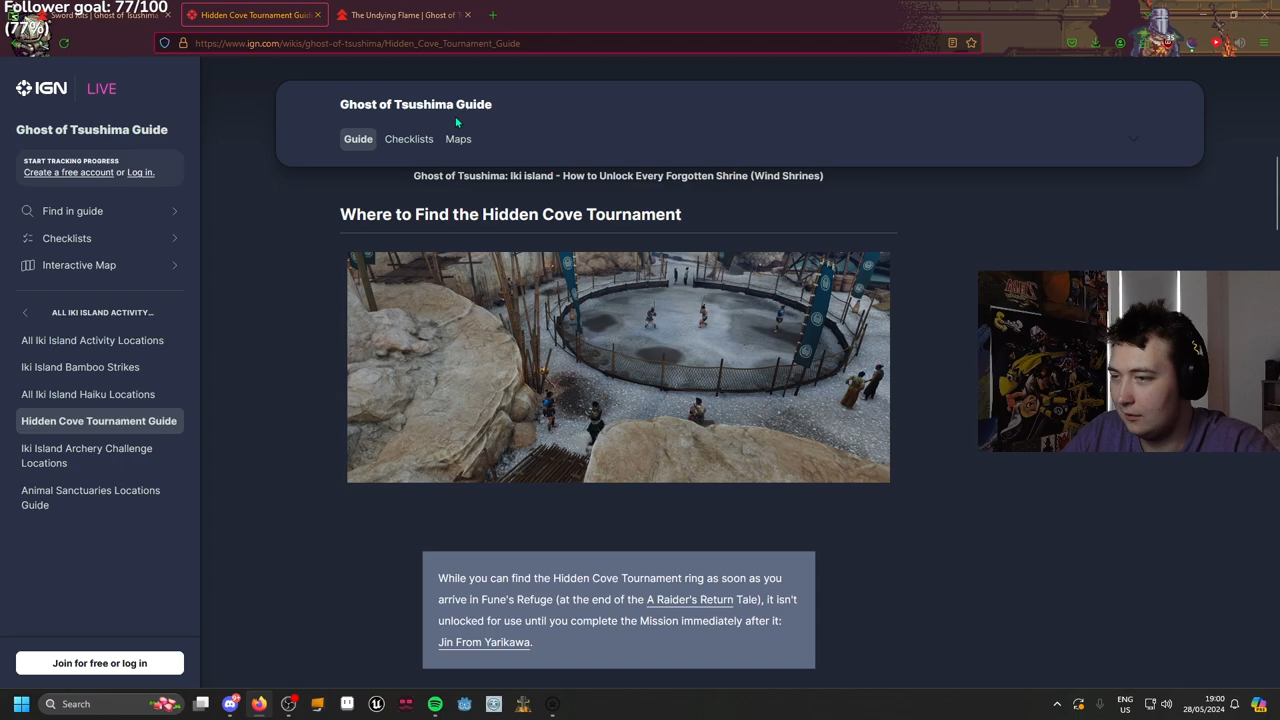 Follower goal: 77/100
(77%)
Sword Kits | Ghost of Tsushima
Hidden Cove Tournament Guide
The Undying Flame | Ghost of T
https://www.ign.com/wikis/ghost-of-tsushima/Hidden_Cove_Tournament_Guide
35
IGN LIVE
Ghost of Tsushima Guide
START TRACKING PROGRESS
Create a free account or Log in.
Find in guide
Checklists
Interactive Map
ALL IKI ISLAND ACTIVITY...
All Iki Island Activity Locations
Iki Island Bamboo Strikes
All Iki Island Haiku Locations
Hidden Cove Tournament Guide
Iki Island Archery Challenge
Locations
Animal Sanctuaries Locations
Guide
Join for free or log in
Ghost of Tsushima Guide
Guide Checklists Maps
Ghost of Tsushima: Iki island - How to Unlock Every Forgotten Shrine (Wind Shrines)
Where to Find the Hidden Cove Tournament
While you can find the Hidden Cove Tournament ring as soon as you
arrive in Fune's Refuge (at the end of the A Raider's Return Tale), it isn't
unlocked for use until you complete the Mission immediately after it:
Jin From Yarikawa.
Search
ENG
US
19:00
28/05/2024